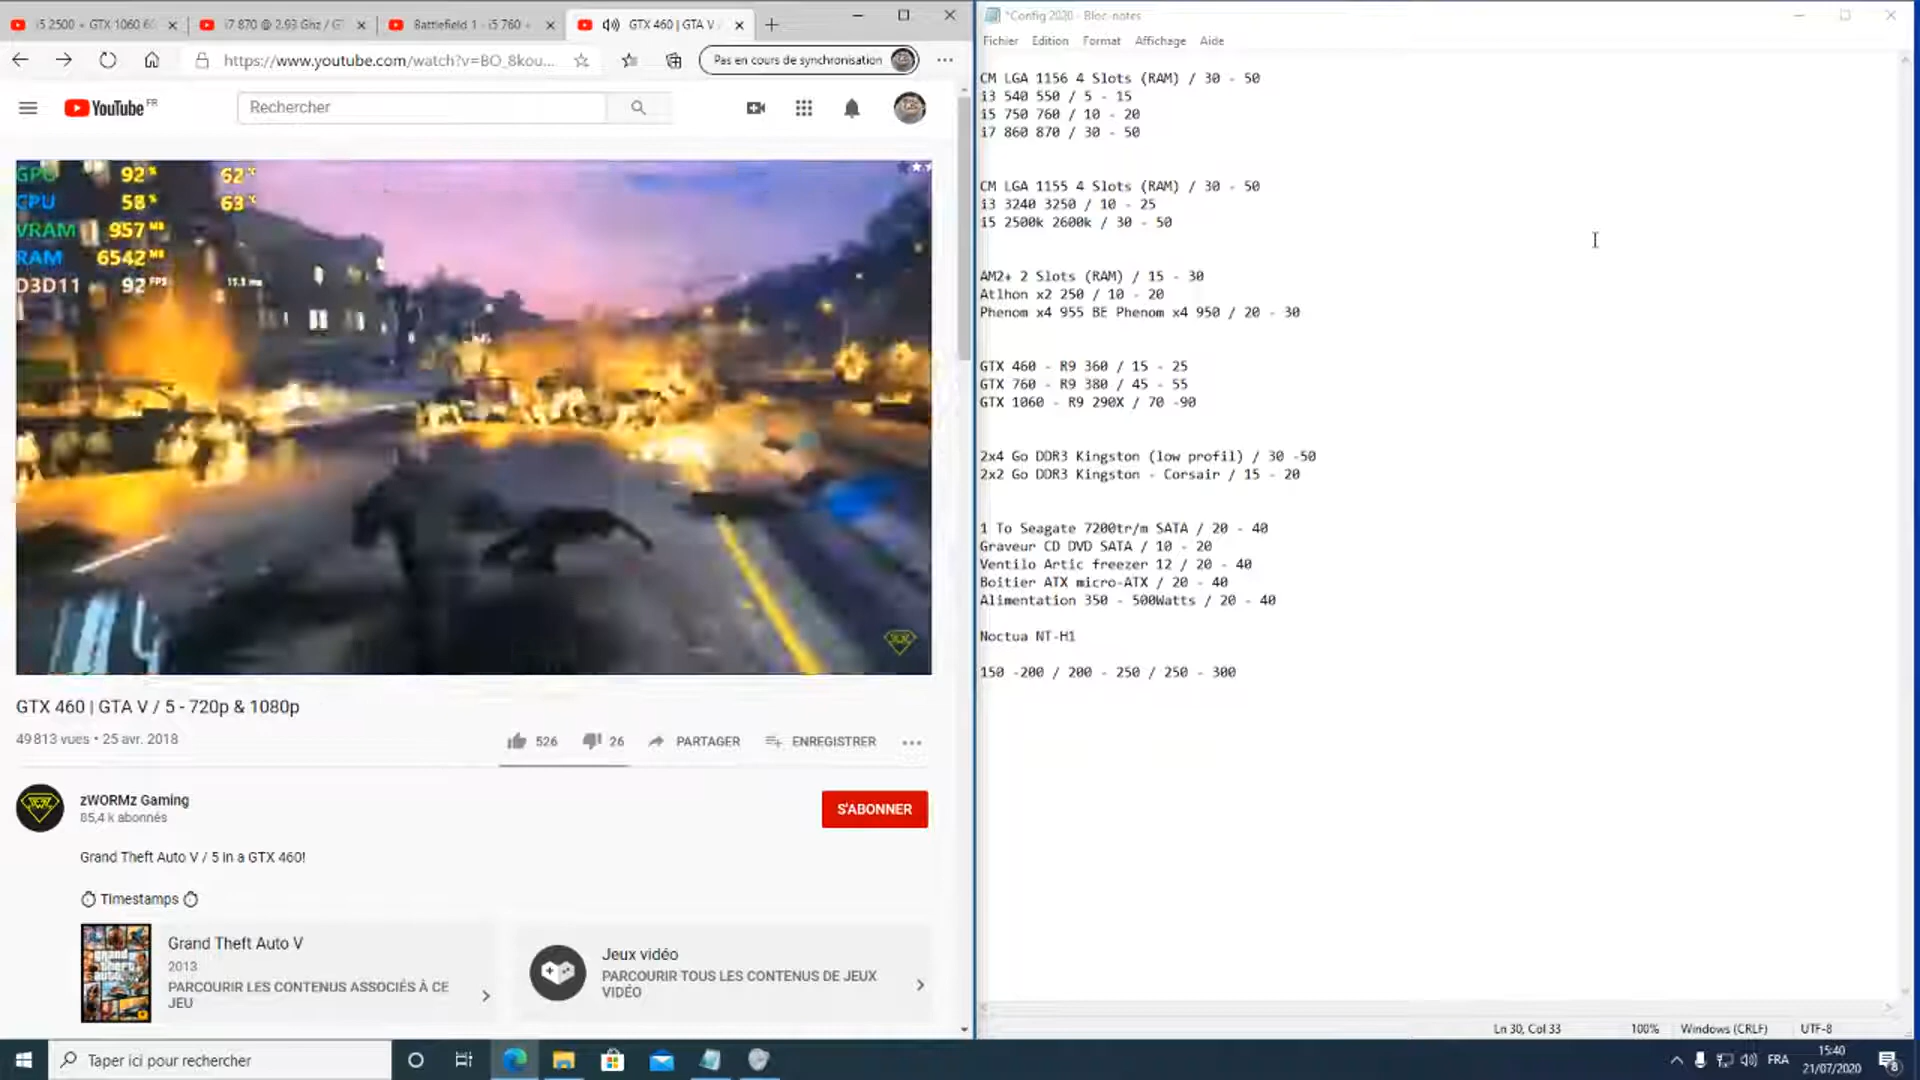 i5 2500 + GTX 1060 6G
i7 870 @ 2.93 Ghz / GT
Battlefield 1 - i5 760 +
GTX 460 | GTA V /
https://www.youtube.com/watch?v=BO_8kou...
Pas en cours de synchronisation
YouTube FR
Rechercher
GPU 92 % 62 °C
CPU 58 % 63 °C
VRAM 957 MB
RAM 6542 MB
D3D11 92 FPS
GTX 460 | GTA V / 5 - 720p & 1080p
49 813 vues • 25 avr. 2018
526
26
PARTAGER
ENREGISTRER
zWORMz Gaming
85,4 k abonnés
S'ABONNER
Grand Theft Auto V / 5 in a GTX 460!
Timestamps
Grand Theft Auto V
2013
PARCOURIR LES CONTENUS ASSOCIÉS À CE
JEU
Jeux vidéo
PARCOURIR TOUS LES CONTENUS DE JEUX
VIDÉO
*Config 2020 - Bloc-notes
Fichier Edition Format Affichage Aide
CM LGA 1156 4 Slots (RAM) / 30 - 50
i3 540 550 / 5 - 15
i5 750 760 / 10 - 20
i7 860 870 / 30 - 50
CM LGA 1155 4 Slots (RAM) / 30 - 50
i3 3240 3250 / 10 - 25
i5 2500k 2600k / 30 - 50
AM2+ 2 Slots (RAM) / 15 - 30
Atlhon x2 250 / 10 - 20
Phenom x4 955 BE Phenom x4 950 / 20 - 30
GTX 460 - R9 360 / 15 - 25
GTX 760 - R9 380 / 45 - 55
GTX 1060 - R9 290X / 70 -90
2x4 Go DDR3 Kingston (low profil) / 30 -50
2x2 Go DDR3 Kingston - Corsair / 15 - 20
1 To Seagate 7200tr/m SATA / 20 - 40
Graveur CD DVD SATA / 10 - 20
Ventilo Artic freezer 12 / 20 - 40
Boitier ATX micro-ATX / 20 - 40
Alimentation 350 - 500Watts / 20 - 40
Noctua NT-H1
150 -200 / 200 - 250 / 250 - 300
Ln 30, Col 33 100% Windows (CRLF) UTF-8
Taper ici pour rechercher
FRA
15:40
21/07/2020
8